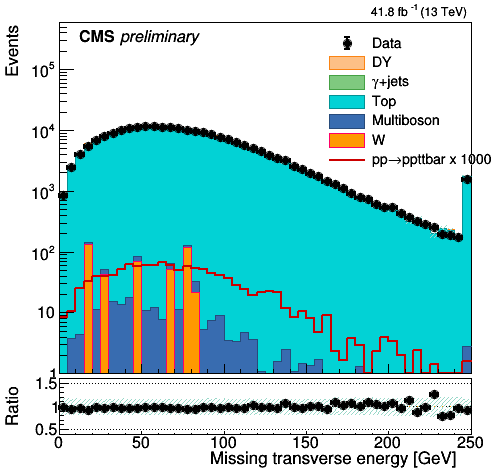 41.8 fb⁻¹ (13 TeV)
CMS preliminary
Events
10⁵
10⁴
10³
10²
10
1
Data
DY
γ+jets
Top
Multiboson
W
pp→ppttbar x 1000
Ratio
1.5
1
0.5
0 50 100 150 200 250
Missing transverse energy [GeV]